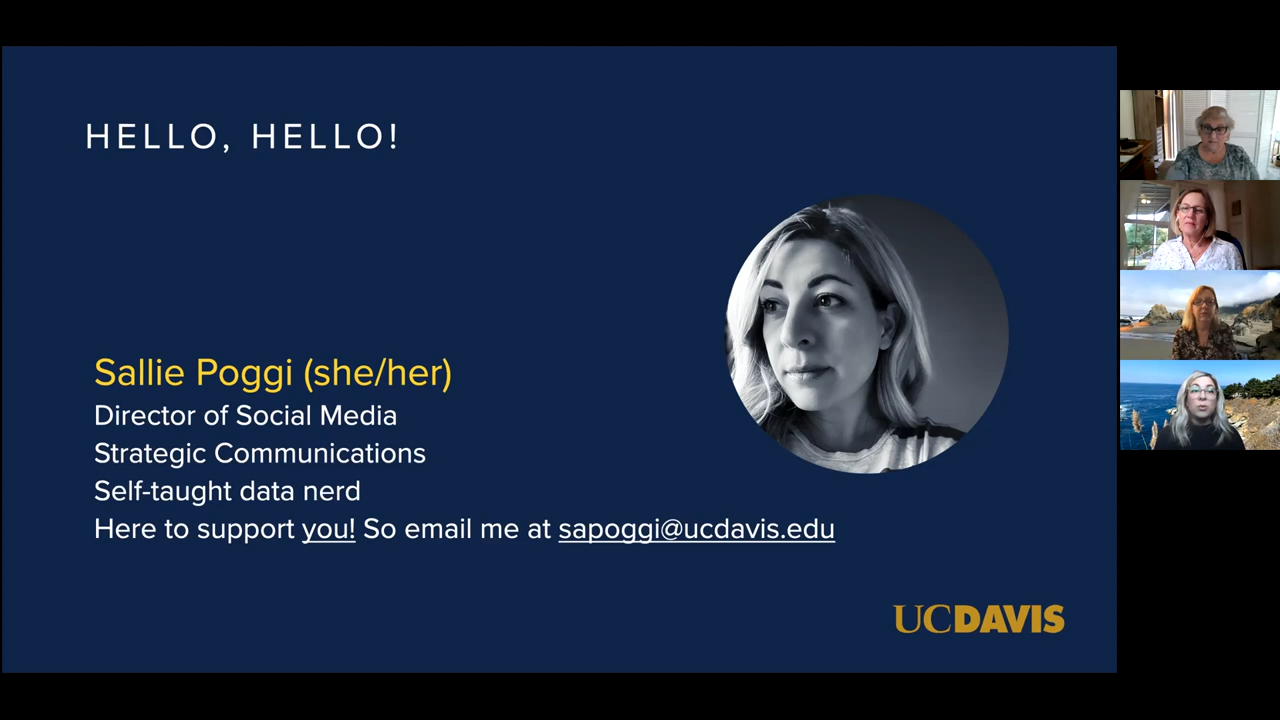 HELLO, HELLO!
Sallie Poggi (she/her)
Director of Social Media
Strategic Communications
Self-taught data nerd
Here to support you! So email me at sapoggi@ucdavis.edu
UCDAVIS